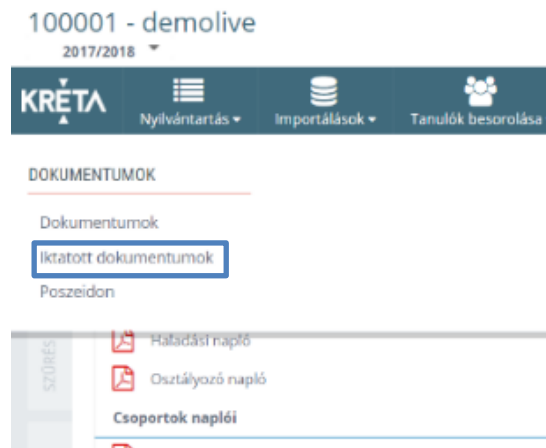 100001 - demolive
2017/2018
KRÉTA
Nyilvántartás
Importálások
Tanulók besorolása
DOKUMENTUMOK
Dokumentumok
Iktatott dokumentumok
Poszeidon
SZŰRÉS
Haladási napló
Osztályozó napló
Csoportok naplói